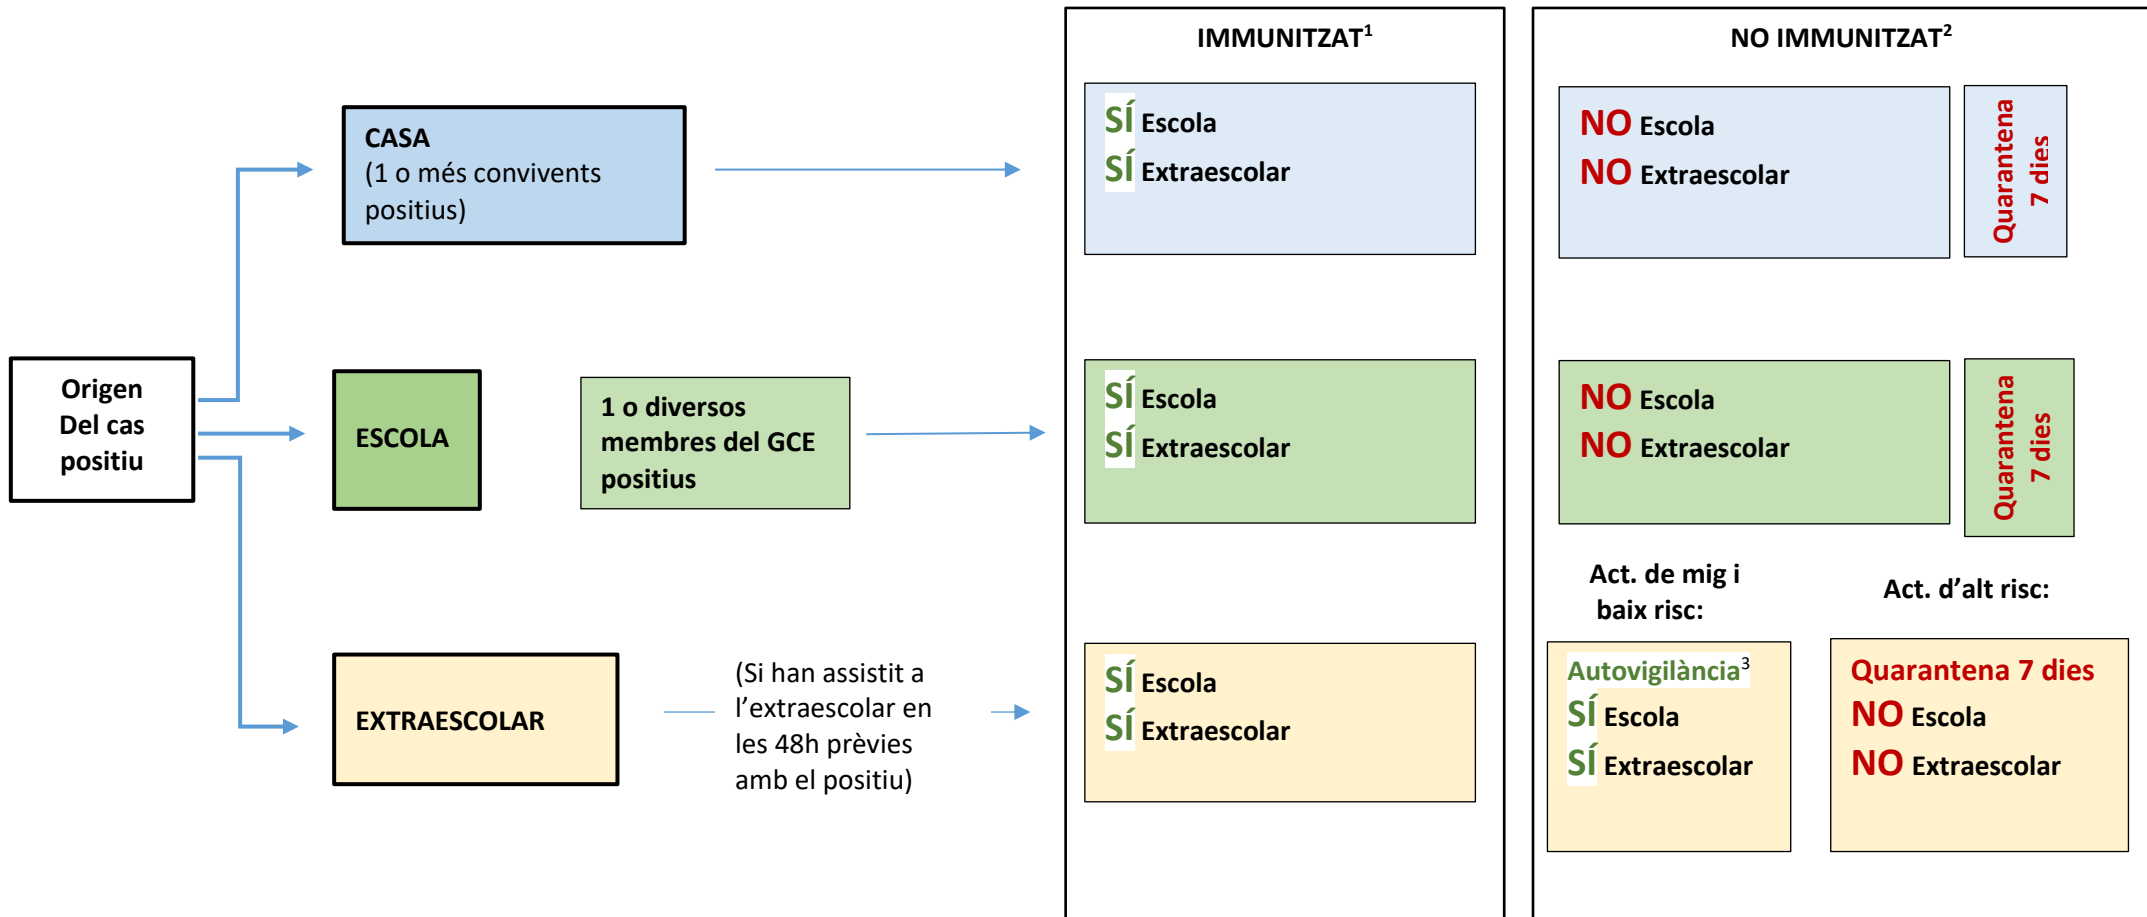 IMMUNITZAT¹
NO IMMUNITZAT²
CASA
(1 o més convivents
positius)
SÍ Escola
SÍ Extraescolar
NO Escola
NO Extraescolar
Quarantena
7 dies
Origen
Del cas
positiu
ESCOLA
1 o diversos
membres del GCE
positius
SÍ Escola
SÍ Extraescolar
NO Escola
NO Extraescolar
Quarantena
7 dies
Act. de mig i
baix risc:
Act. d’alt risc:
EXTRAESCOLAR
(Si han assistit a
l’extraescolar en
les 48h prèvies
amb el positiu)
SÍ Escola
SÍ Extraescolar
Autovigilància³
SÍ Escola
SÍ Extraescolar
Quarantena 7 dies
NO Escola
NO Extraescolar